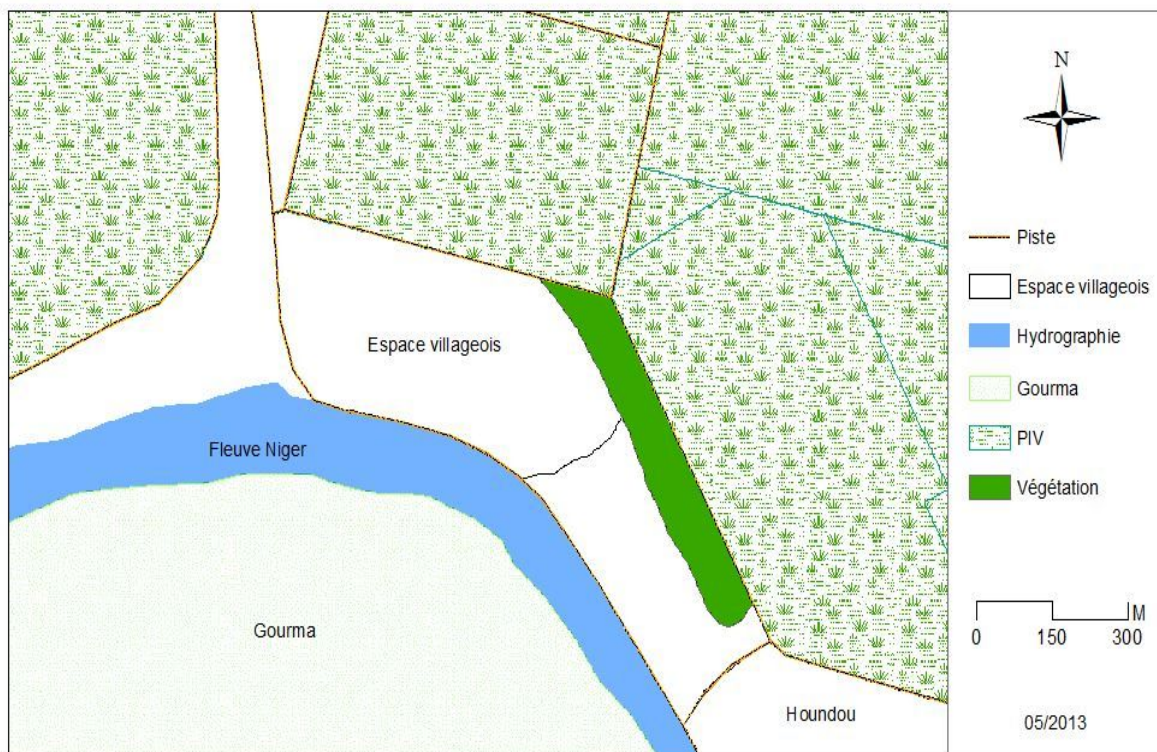 N
Piste
Espace villageois
Hydrographie
Gourma
PIV
Végétation
Espace villageois
Fleuve Niger
Gourma
Houndou
M
0 150 300
05/2013